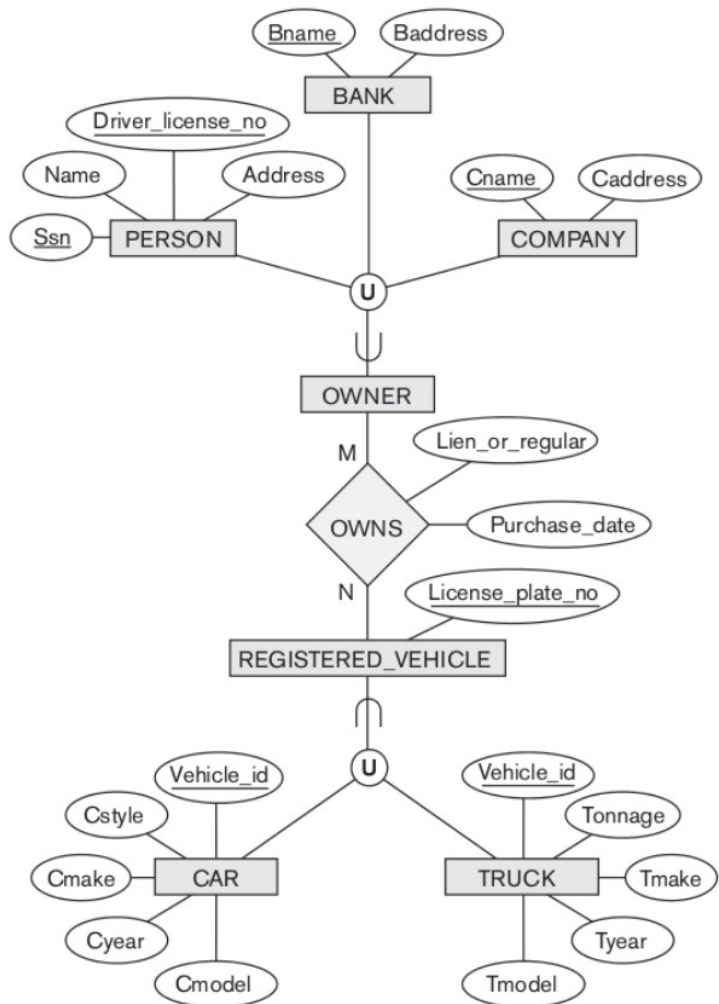 Bname
Baddress
BANK
Driver_license_no
Name
Address
Cname
Caddress
Ssn
PERSON
COMPANY
U
OWNER
M
Lien_or_regular
OWNS
Purchase_date
N
License_plate_no
REGISTERED_VEHICLE
U
Vehicle_id
Vehicle_id
Cstyle
Tonnage
Cmake
CAR
TRUCK
Tmake
Cyear
Tyear
Cmodel
Tmodel